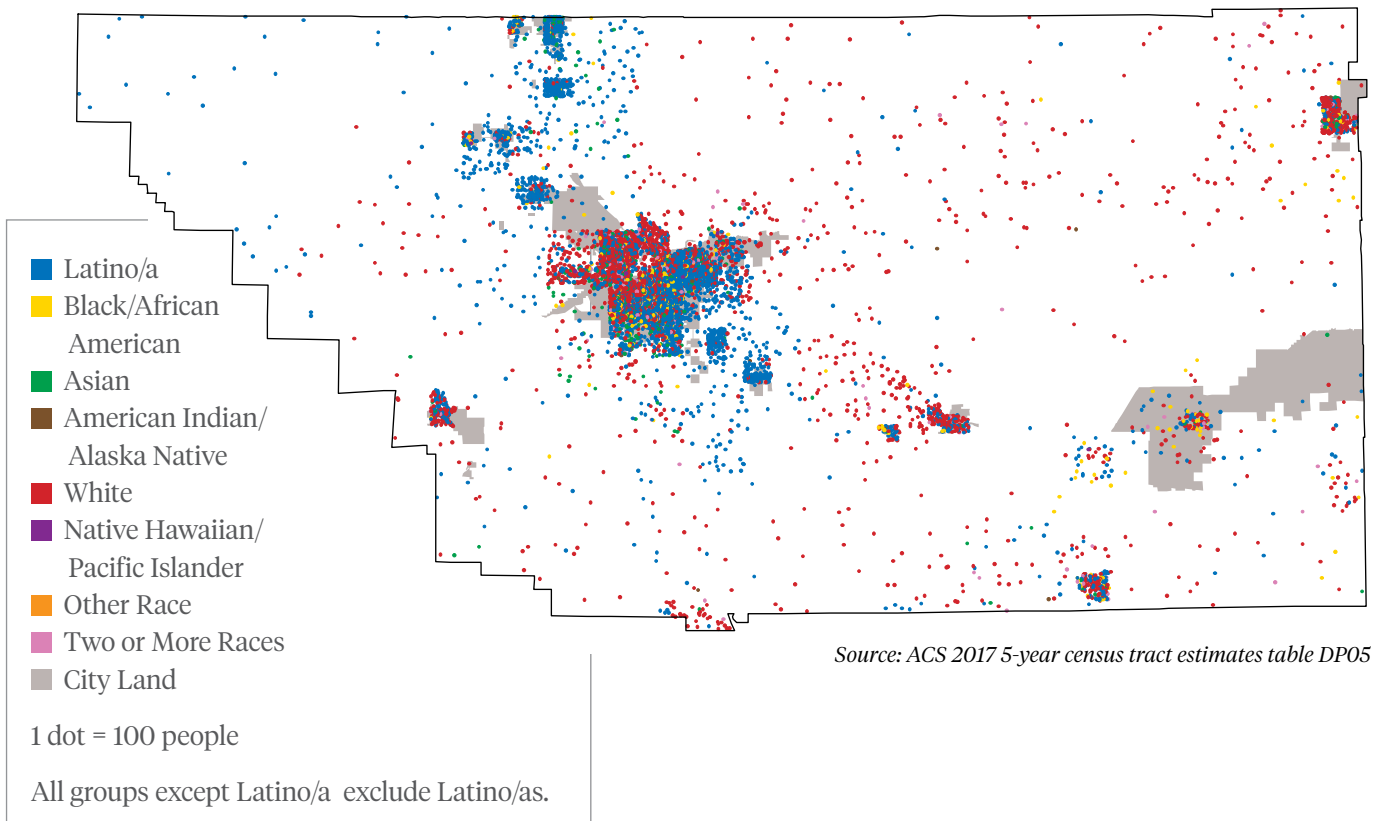 Latino/a
Black/African
American
Asian
American Indian/
Alaska Native
White
Native Hawaiian/
Pacific Islander
Other Race
Two or More Races
City Land
1 dot = 100 people
All groups except Latino/a exclude Latino/as.
Source: ACS 2017 5-year census tract estimates table DP05